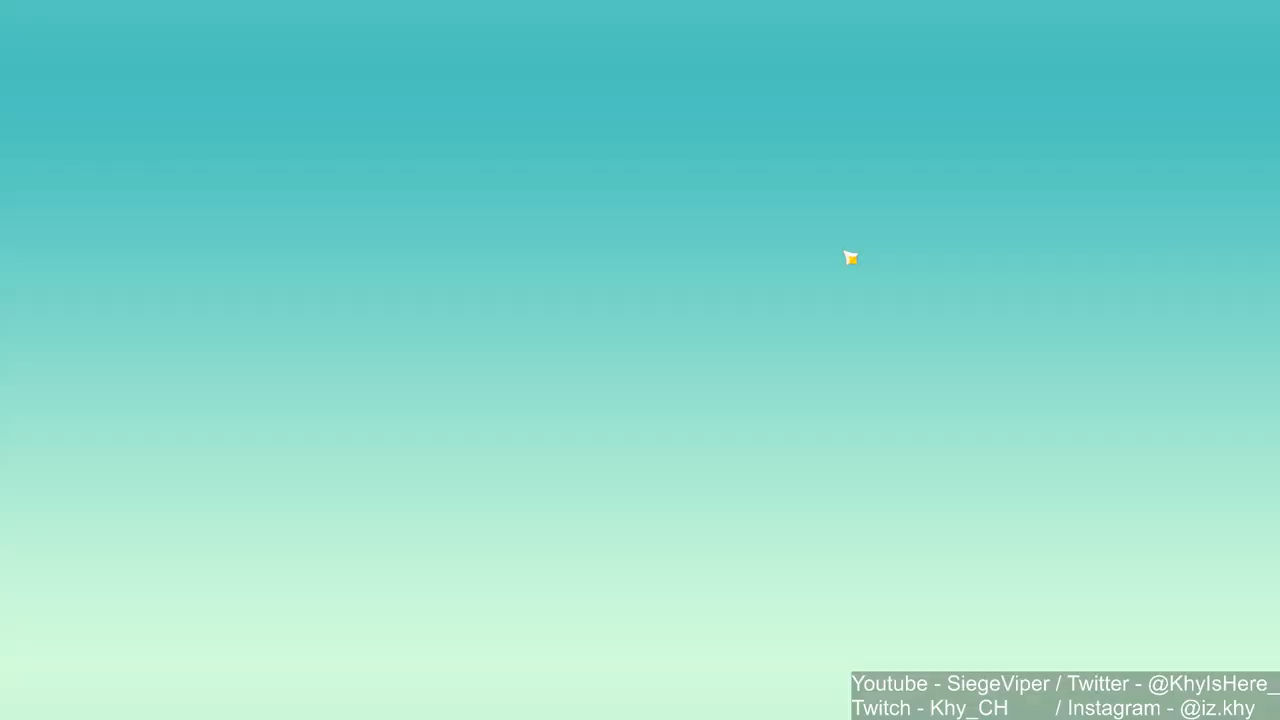 Youtube - SiegeViper / Twitter - @KhyIsHere_
Twitch - Khy_CH / Instagram - @iz.khy